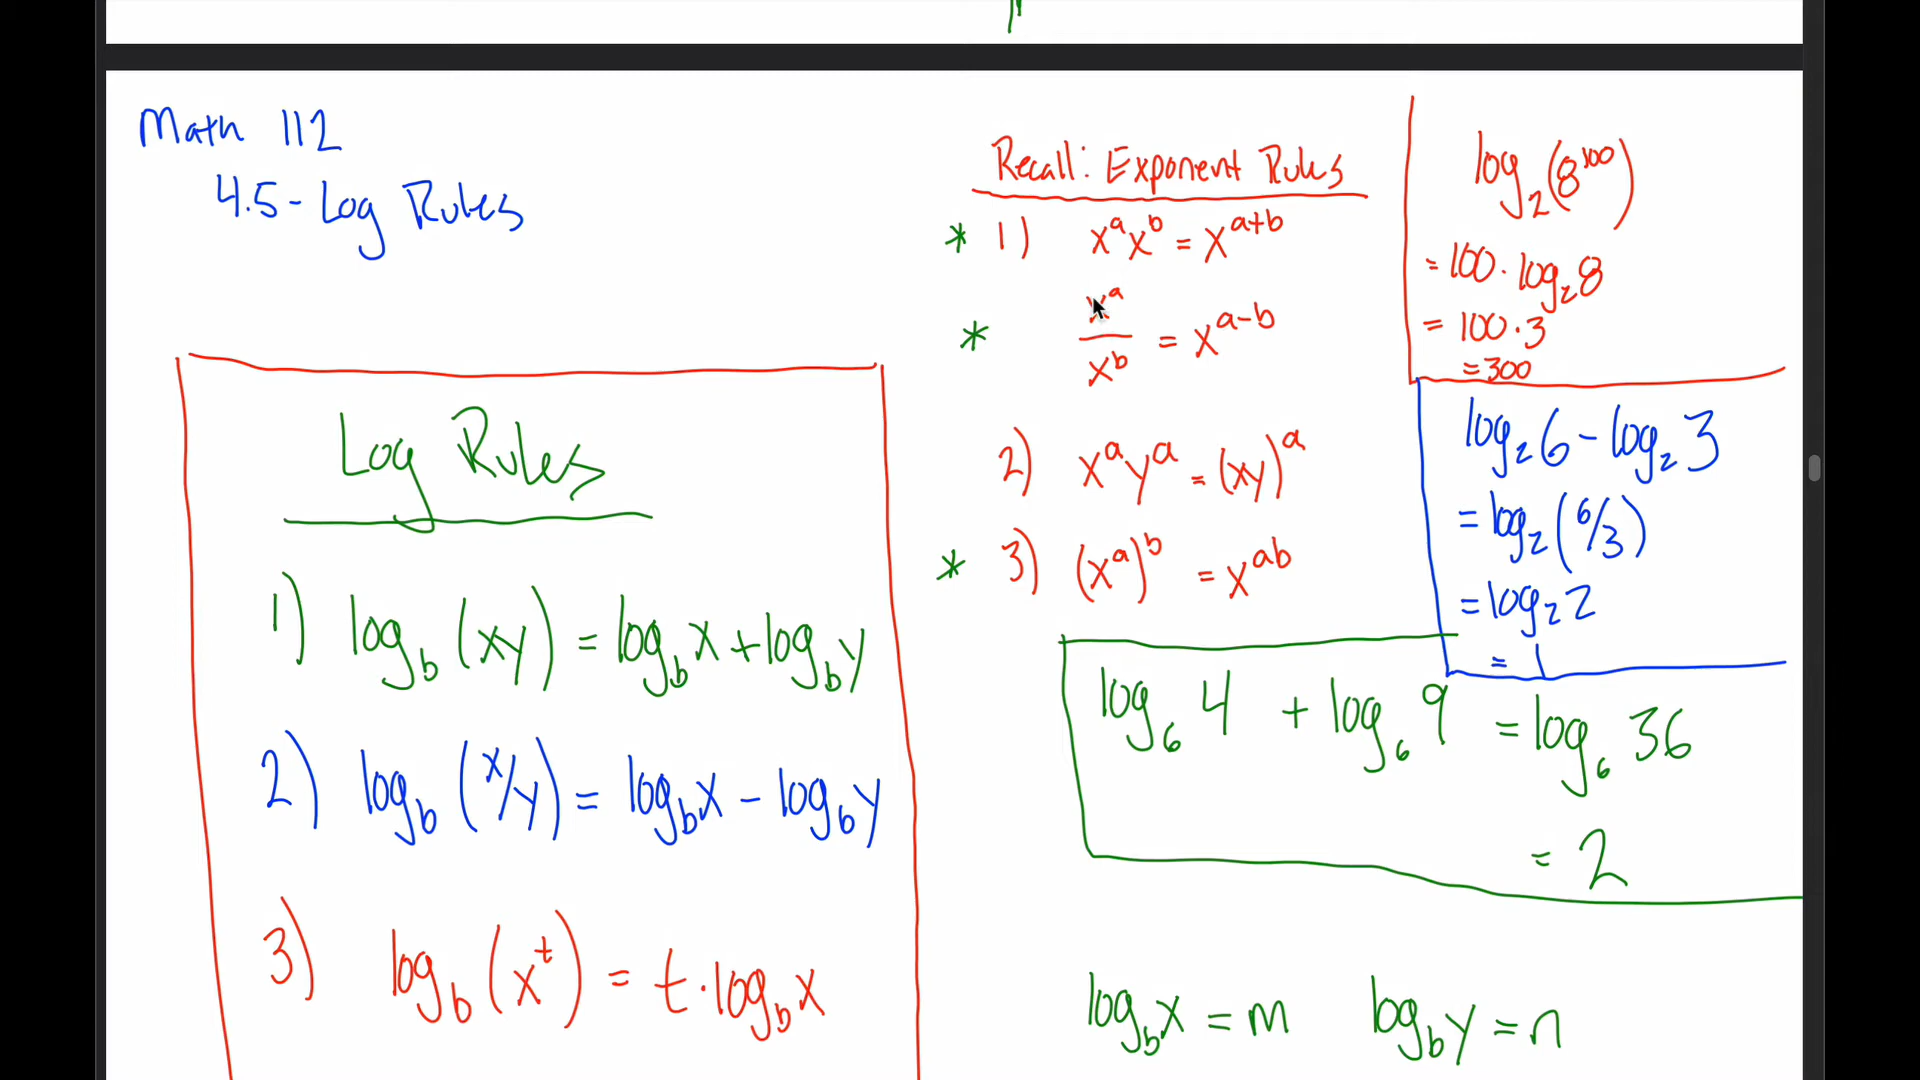 Math 112
4.5 - Log Rules
Log Rules
1) log_b (xy) = log_b x + log_b y
2) log_b (x/y) = log_b x - log_b y
3) log_b (x^t) = t · log_b x
Recall: Exponent Rules
* 1) x^a x^b = x^(a+b)
* x^a / x^b = x^(a-b)
2) x^a y^a = (xy)^a
* 3) (x^a)^b = x^(ab)
log_2 (8^100)
= 100 · log_2 8
= 100 · 3
= 300
log_2 6 - log_2 3
= log_2 (6/3)
= log_2 2
= 1
log_6 4 + log_6 9 = log_6 36
= 2
log_b x = m log_b y = n